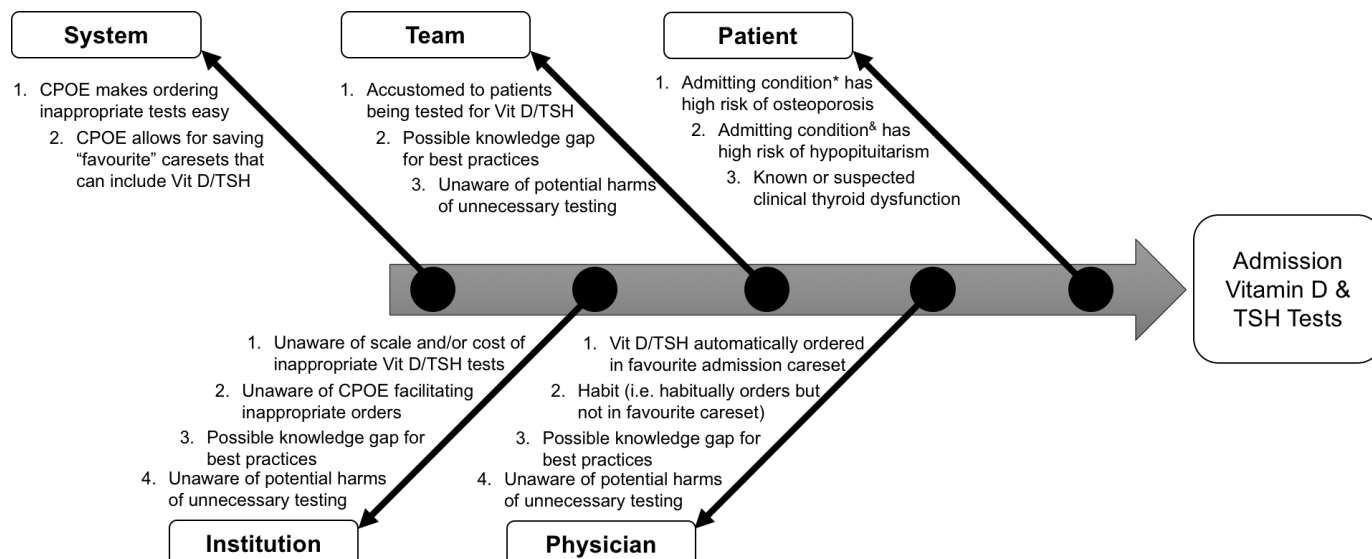 System
1. CPOE makes ordering
inappropriate tests easy
2. CPOE allows for saving
“favourite” caresets that
can include Vit D/TSH
Team
1. Accustomed to patients
being tested for Vit D/TSH
2. Possible knowledge gap
for best practices
3. Unaware of potential harms
of unnecessary testing
Patient
1. Admitting condition* has
high risk of osteoporosis
2. Admitting condition& has
high risk of hypopituitarism
3. Known or suspected
clinical thyroid dysfunction
Admission
Vitamin D &
TSH Tests
1. Unaware of scale and/or cost of
inappropriate Vit D/TSH tests
2. Unaware of CPOE facilitating
inappropriate orders
3. Possible knowledge gap for
best practices
4. Unaware of potential harms
of unnecessary testing
Institution
1. Vit D/TSH automatically ordered
in favourite admission careset
2. Habit (i.e. habitually orders but
not in favourite careset)
3. Possible knowledge gap for
best practices
4. Unaware of potential harms
of unnecessary testing
Physician